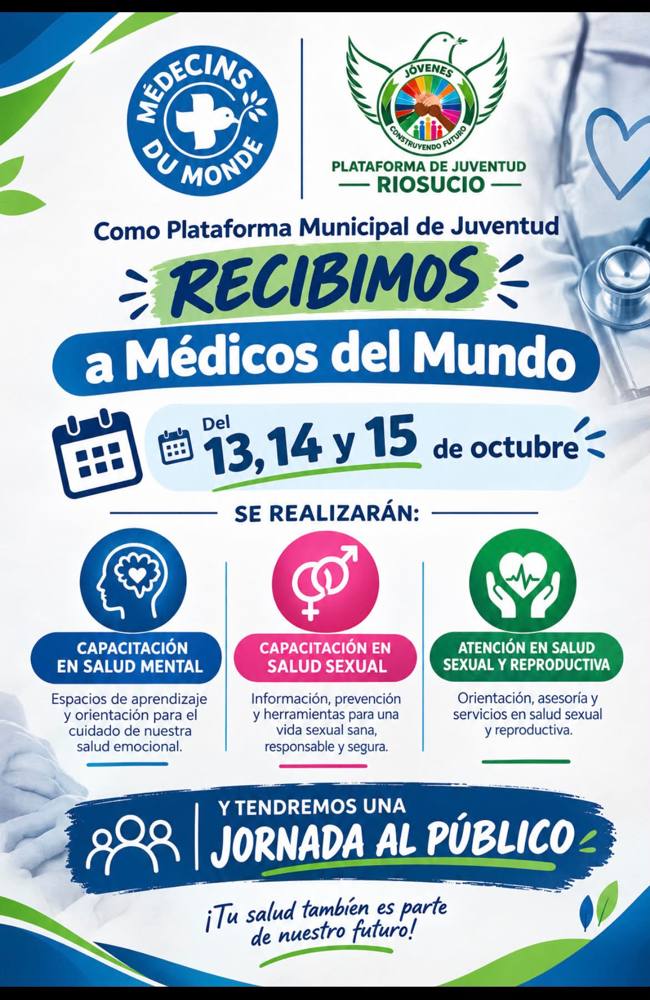 MÉDECINS
DU MONDE
JÓVENES
CONSTRUYENDO FUTURO
PLATAFORMA DE JUVENTUD
RIOSUCIO
Como Plataforma Municipal de Juventud
RECIBIMOS
a Médicos del Mundo
Del
13, 14 y 15 de octubre
SE REALIZARÁN:
CAPACITACIÓN
EN SALUD MENTAL
Espacios de aprendizaje
y orientación para el
cuidado de nuestra
salud emocional.
CAPACITACIÓN EN
SALUD SEXUAL
Información, prevención
y herramientas para una
vida sexual sana,
responsable y segura.
ATENCIÓN EN SALUD
SEXUAL Y REPRODUCTIVA
Orientación, asesoría y
servicios en salud sexual
y reproductiva.
Y TENDREMOS UNA
JORNADA AL PÚBLICO
¡Tu salud tambíen es parte
de nuestro futuro!